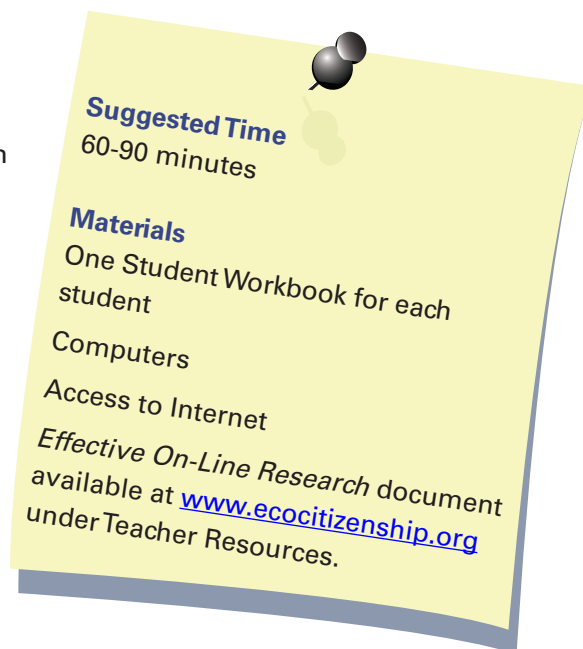 n
Suggested Time
60-90 minutes
Materials
One Student Workbook for each
student
Computers
Access to Internet
Effective On-Line Research document
available at www.ecocitizenship.org
under Teacher Resources.